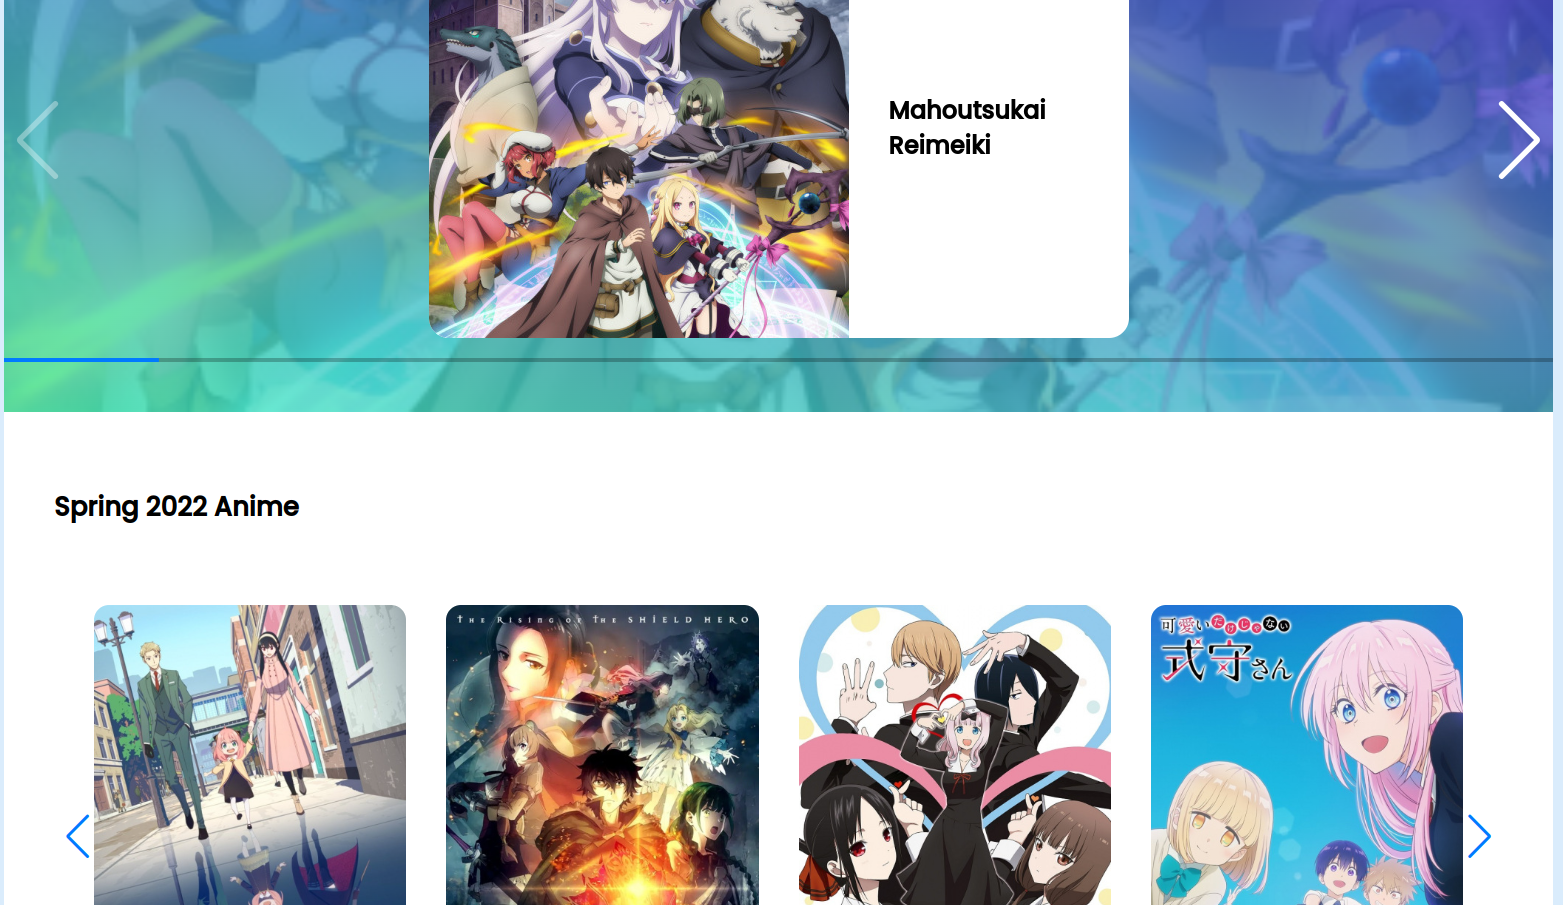 Mahoutsukai
Reimeiki
Spring 2022 Anime
THE RISING OF THE SHIELD HERO
可愛いだけじゃない
式守さん